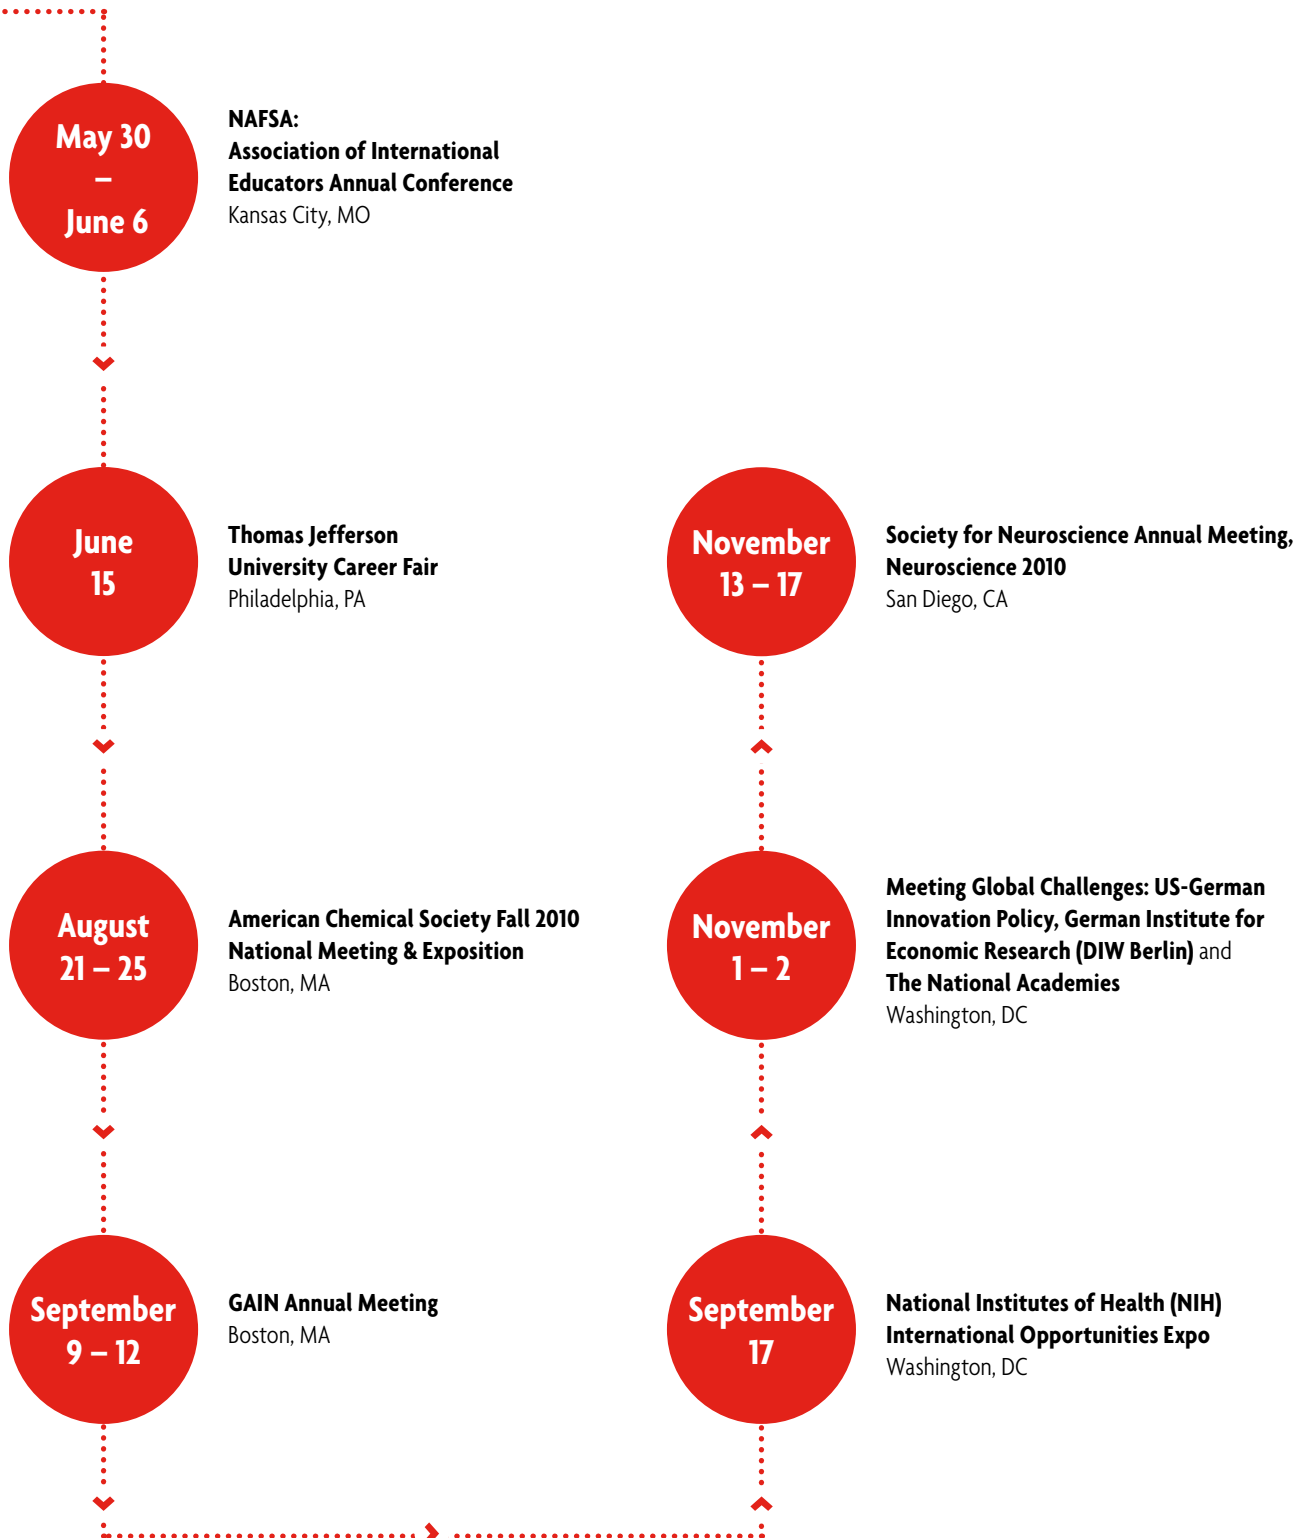 May 30
–
June 6
NAFSA:
Association of International
Educators Annual Conference
Kansas City, MO
June
15
Thomas Jefferson
University Career Fair
Philadelphia, PA
August
21 – 25
American Chemical Society Fall 2010
National Meeting & Exposition
Boston, MA
September
9 – 12
GAIN Annual Meeting
Boston, MA
September
17
National Institutes of Health (NIH)
International Opportunities Expo
Washington, DC
November
1 – 2
Meeting Global Challenges: US-German
Innovation Policy, German Institute for
Economic Research (DIW Berlin) and
The National Academies
Washington, DC
November
13 – 17
Society for Neuroscience Annual Meeting,
Neuroscience 2010
San Diego, CA